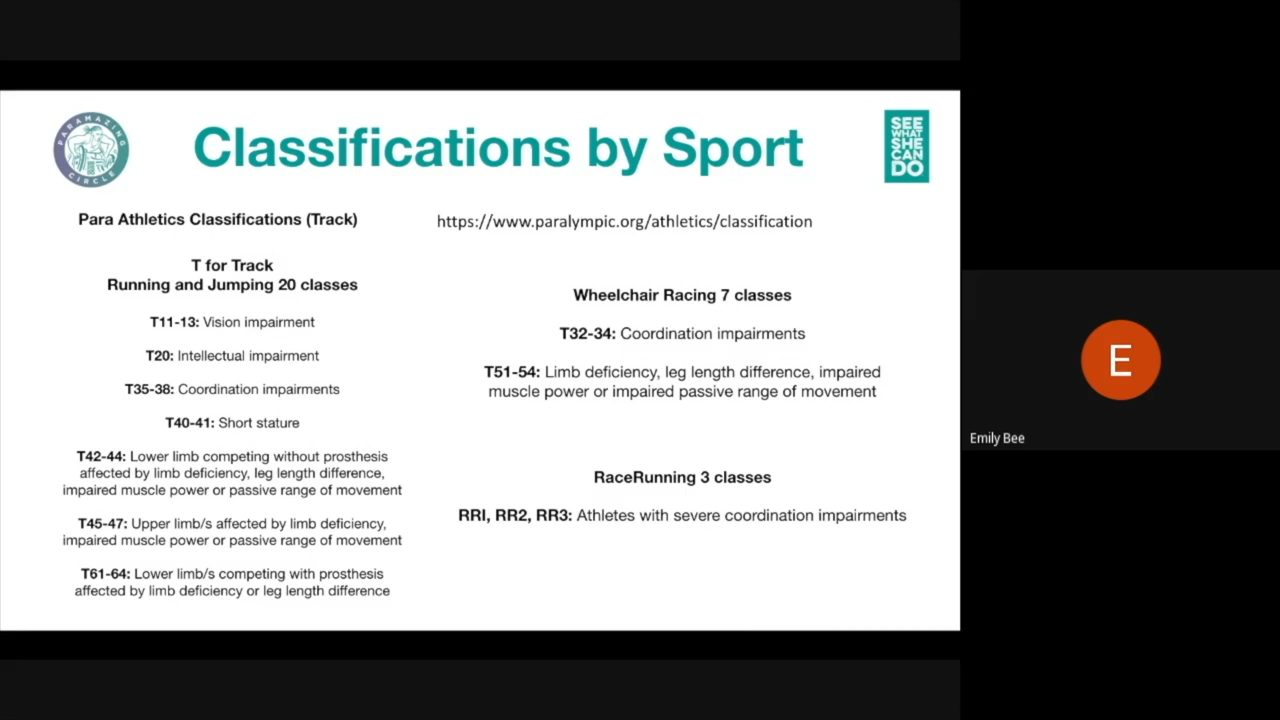 PARAMAZING CIRCLE
Classifications by Sport
SEE
WHAT
SHE
CAN
DO
Para Athletics Classifications (Track)
https://www.paralympic.org/athletics/classification
T for Track
Running and Jumping 20 classes
T11-13: Vision impairment
T20: Intellectual impairment
T35-38: Coordination impairments
T40-41: Short stature
T42-44: Lower limb competing without prosthesis
affected by limb deficiency, leg length difference,
impaired muscle power or passive range of movement
T45-47: Upper limb/s affected by limb deficiency,
impaired muscle power or passive range of movement
T61-64: Lower limb/s competing with prosthesis
affected by limb deficiency or leg length difference
Wheelchair Racing 7 classes
T32-34: Coordination impairments
T51-54: Limb deficiency, leg length difference, impaired
muscle power or impaired passive range of movement
RaceRunning 3 classes
RRI, RR2, RR3: Athletes with severe coordination impairments
E
Emily Bee